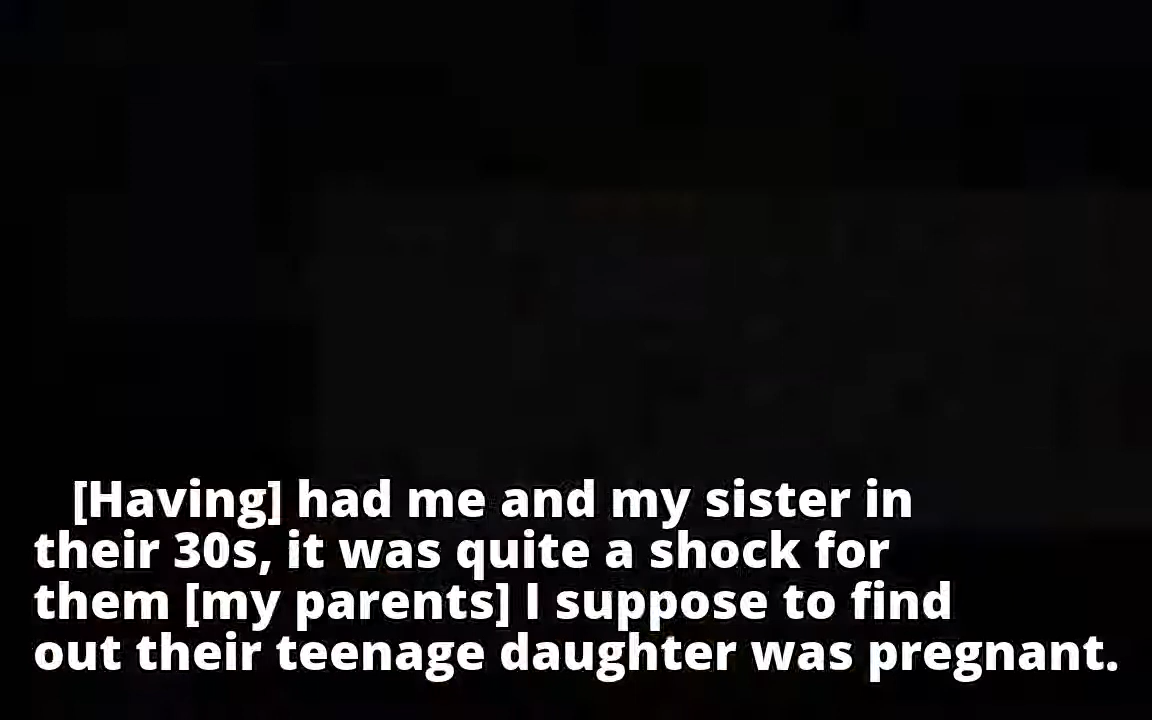 [Having] had me and my sister in
their 30s, it was quite a shock for
them [my parents] I suppose to find
out their teenage daughter was pregnant.